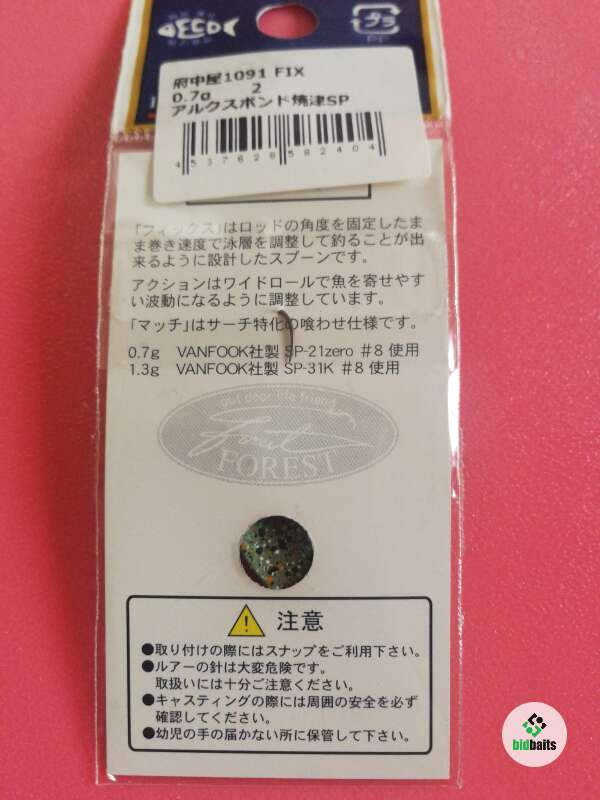 ECO
プラ
PE
府中屋1091 FIX
0.7g 2
アルクスポンド焼津SP
4537626582404
「フィックス」はロッドの角度を固定したま
ま巻き速度で泳層を調整して釣ることが出
来るように設計したスプーンです。
アクションはワイドロールで魚を寄せやす
い波動になるように調整しています。
「マッチ」はサーチ特化の喰わせ仕様です。
0.7g VANFOOK社製 SP-21zero #8 使用
1.3g VANFOOK社製 SP-31K #8 使用
out door life friend
Forest
FOREST
注意
●取り付けの際にはスナップをご利用下さい。
●ルアーの針は大変危険です。
取扱いには十分ご注意ください。
●キャスティングの際には周囲の安全を必ず
確認してください。
●幼児の手の届かない所に保管して下さい。
bidbaits